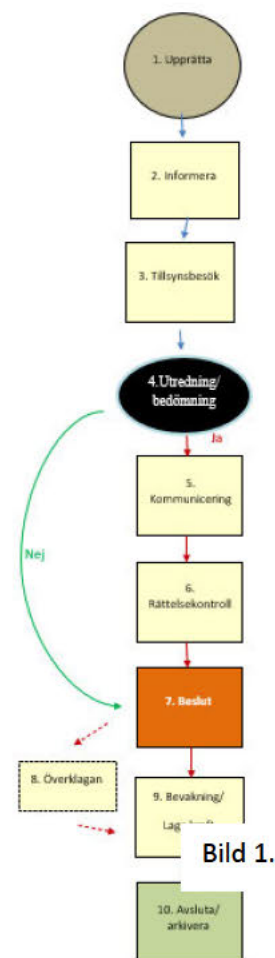 1. Upprätta
2. Informera
3. Tillsynsbesök
4.Utredning/
bedömning
Ja
5.
Kommunicering
Nej
6.
Rättelsekontroll
7. Beslut
8. Överklagan
9. Bevakning/
Bild 1.
10. Avsluta/
arkivera